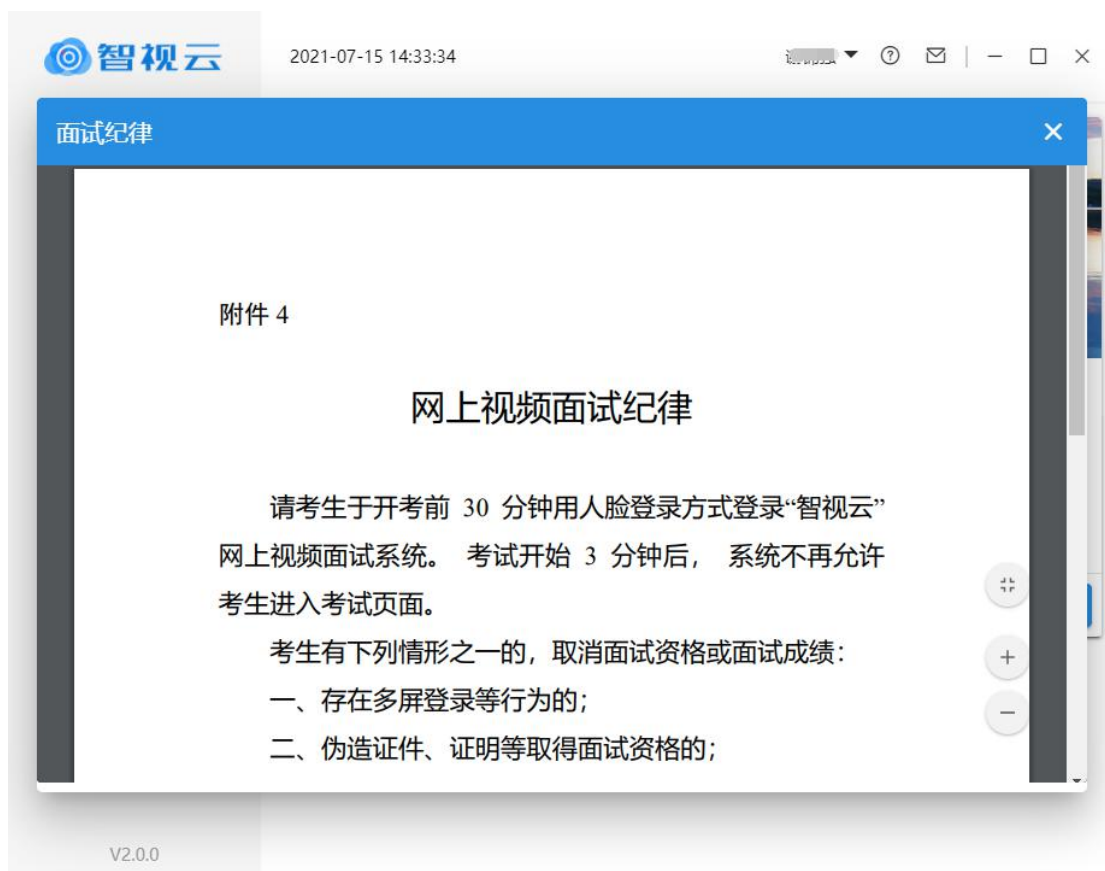 智视云
2021-07-15 14:33:34
面试纪律
附件 4
网上视频面试纪律
请考生于开考前 30 分钟用人脸登录方式登录“智视云”
网上视频面试系统。 考试开始 3 分钟后， 系统不再允许
考生进入考试页面。
考生有下列情形之一的，取消面试资格或面试成绩：
一、存在多屏登录等行为的；
二、伪造证件、证明等取得面试资格的；
V2.0.0